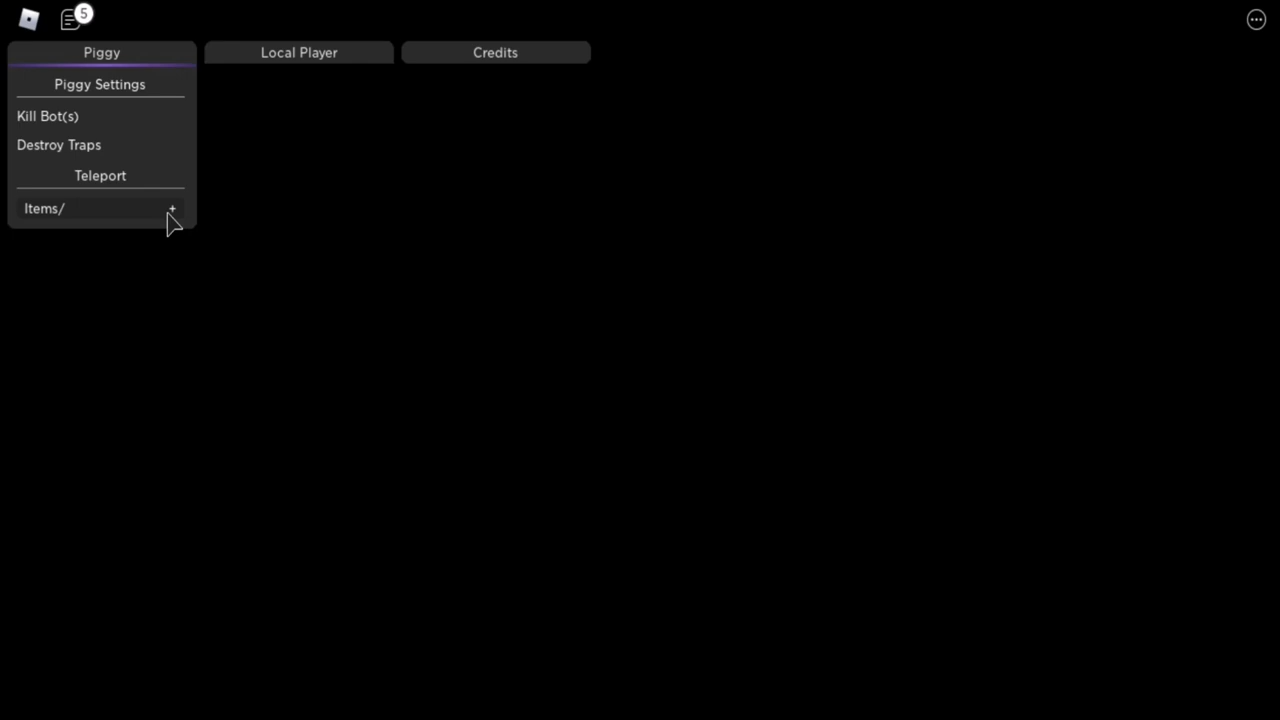 5
Piggy
Local Player
Credits
Piggy Settings
Kill Bot(s)
Destroy Traps
Teleport
Items/ +